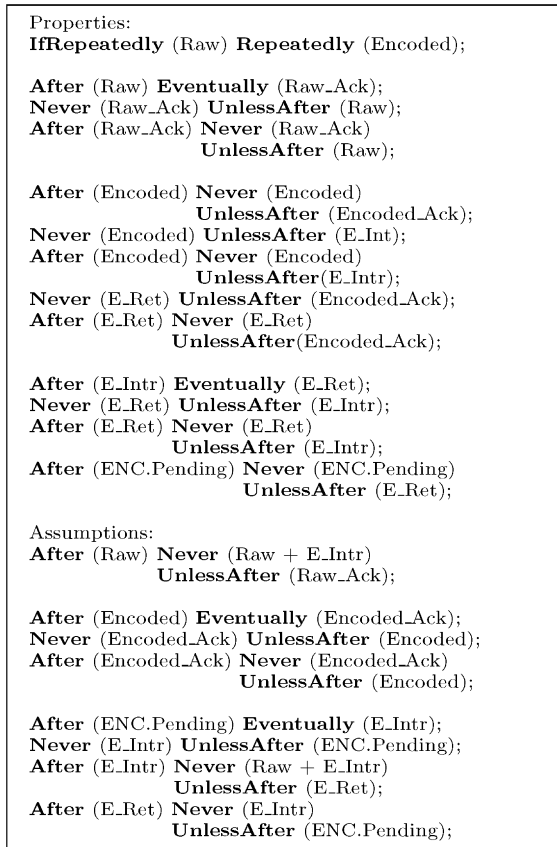 Properties:
IfRepeatedly (Raw) Repeatedly (Encoded);
After (Raw) Eventually (Raw_Ack);
Never (Raw_Ack) UnlessAfter (Raw);
After (Raw_Ack) Never (Raw_Ack)
UnlessAfter (Raw);
After (Encoded) Never (Encoded)
UnlessAfter (Encoded_Ack);
Never (Encoded) UnlessAfter (E_Int);
After (Encoded) Never (Encoded)
UnlessAfter(E_Intr);
Never (E_Ret) UnlessAfter (Encoded_Ack);
After (E_Ret) Never (E_Ret)
UnlessAfter(Encoded_Ack);
After (E_Intr) Eventually (E_Ret);
Never (E_Ret) UnlessAfter (E_Intr);
After (E_Ret) Never (E_Ret)
UnlessAfter (E_Intr);
After (ENC.Pending) Never (ENC.Pending)
UnlessAfter (E_Ret);
Assumptions:
After (Raw) Never (Raw + E_Intr)
UnlessAfter (Raw_Ack);
After (Encoded) Eventually (Encoded_Ack);
Never (Encoded_Ack) UnlessAfter (Encoded);
After (Encoded_Ack) Never (Encoded_Ack)
UnlessAfter (Encoded);
After (ENC.Pending) Eventually (E_Intr);
Never (E_Intr) UnlessAfter (ENC.Pending);
After (E_Intr) Never (Raw + E_Intr)
UnlessAfter (E_Ret);
After (E_Ret) Never (E_Intr)
UnlessAfter (ENC.Pending);